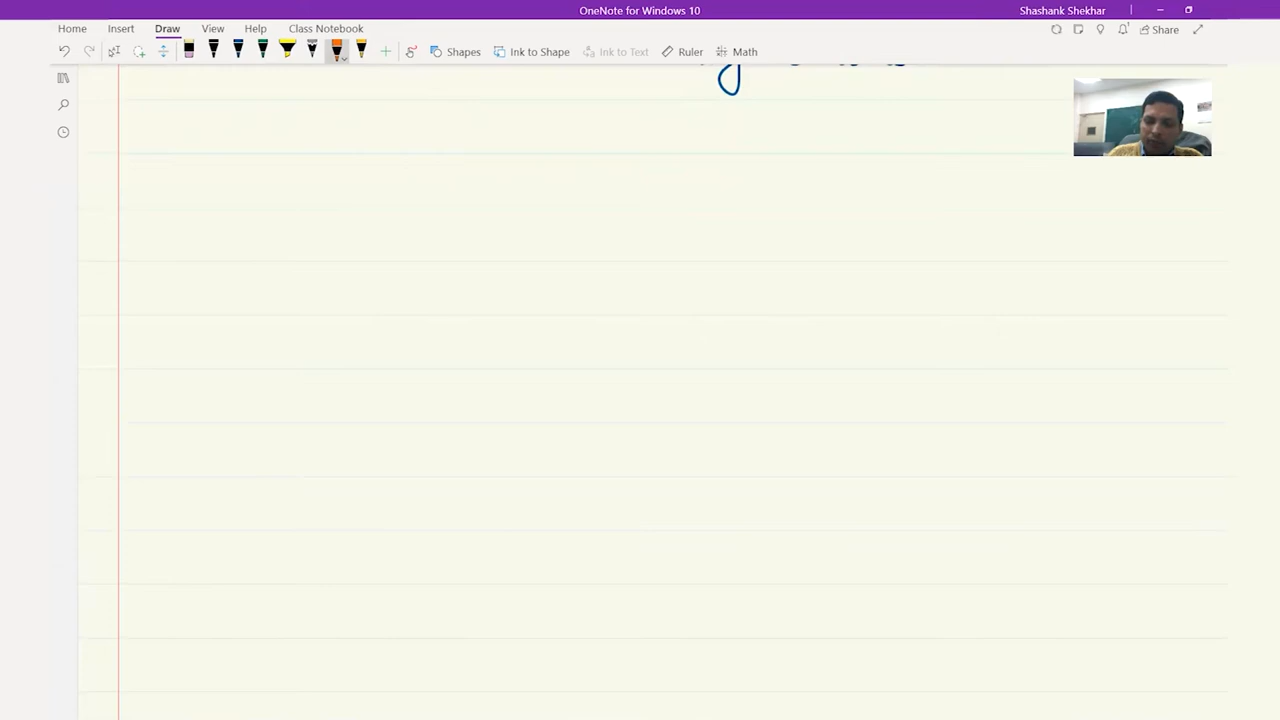 OneNote for Windows 10
Shashank Shekhar
Home Insert Draw View Help Class Notebook
Share
Shapes Ink to Shape Ink to Text Ruler Math